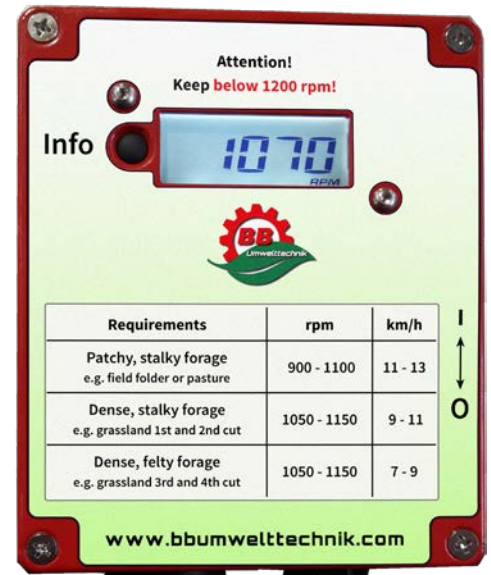 Attention!
Keep below 1200 rpm!
Info
1070
RPM
BB
Umwelttechnik
Requirements rpm km/h
Patchy, stalky forage
e.g. field folder or pasture
900 - 1100 11 - 13
Dense, stalky forage
e.g. grassland 1st and 2nd cut
1050 - 1150 9 - 11
Dense, felty forage
e.g. grassland 3rd and 4th cut
1050 - 1150 7 - 9
I
O
www.bbumwelttechnik.com